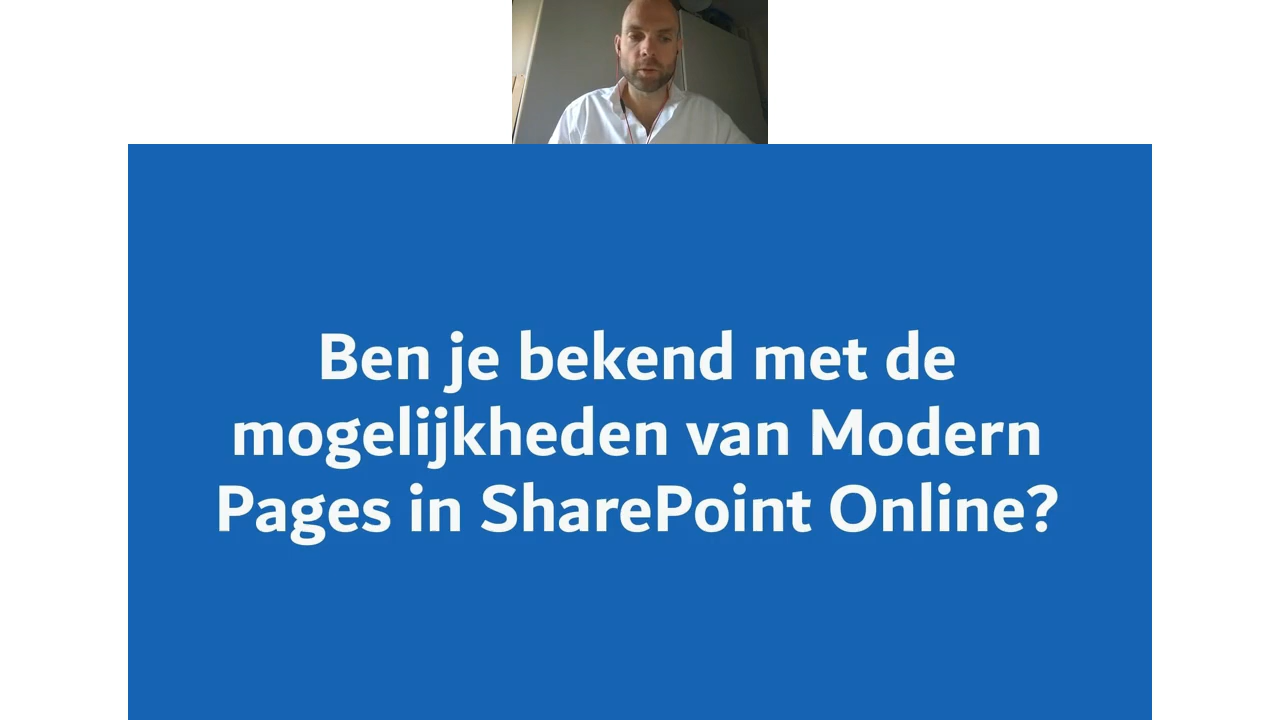 Ben je bekend met de
mogelijkheden van Modern
Pages in SharePoint Online?